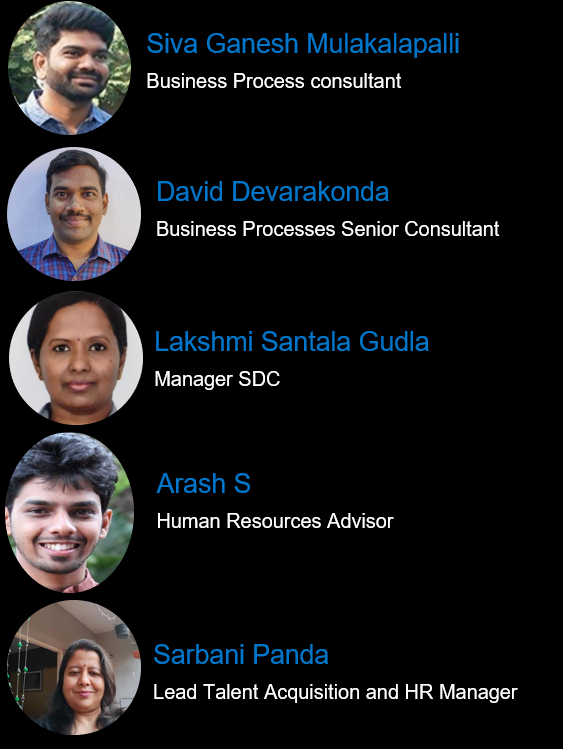 Siva Ganesh Mulakalapalli
Business Process consultant
David Devarakonda
Business Processes Senior Consultant
Lakshmi Santala Gudla
Manager SDC
Arash S
Human Resources Advisor
Sarbani Panda
Lead Talent Acquisition and HR Manager